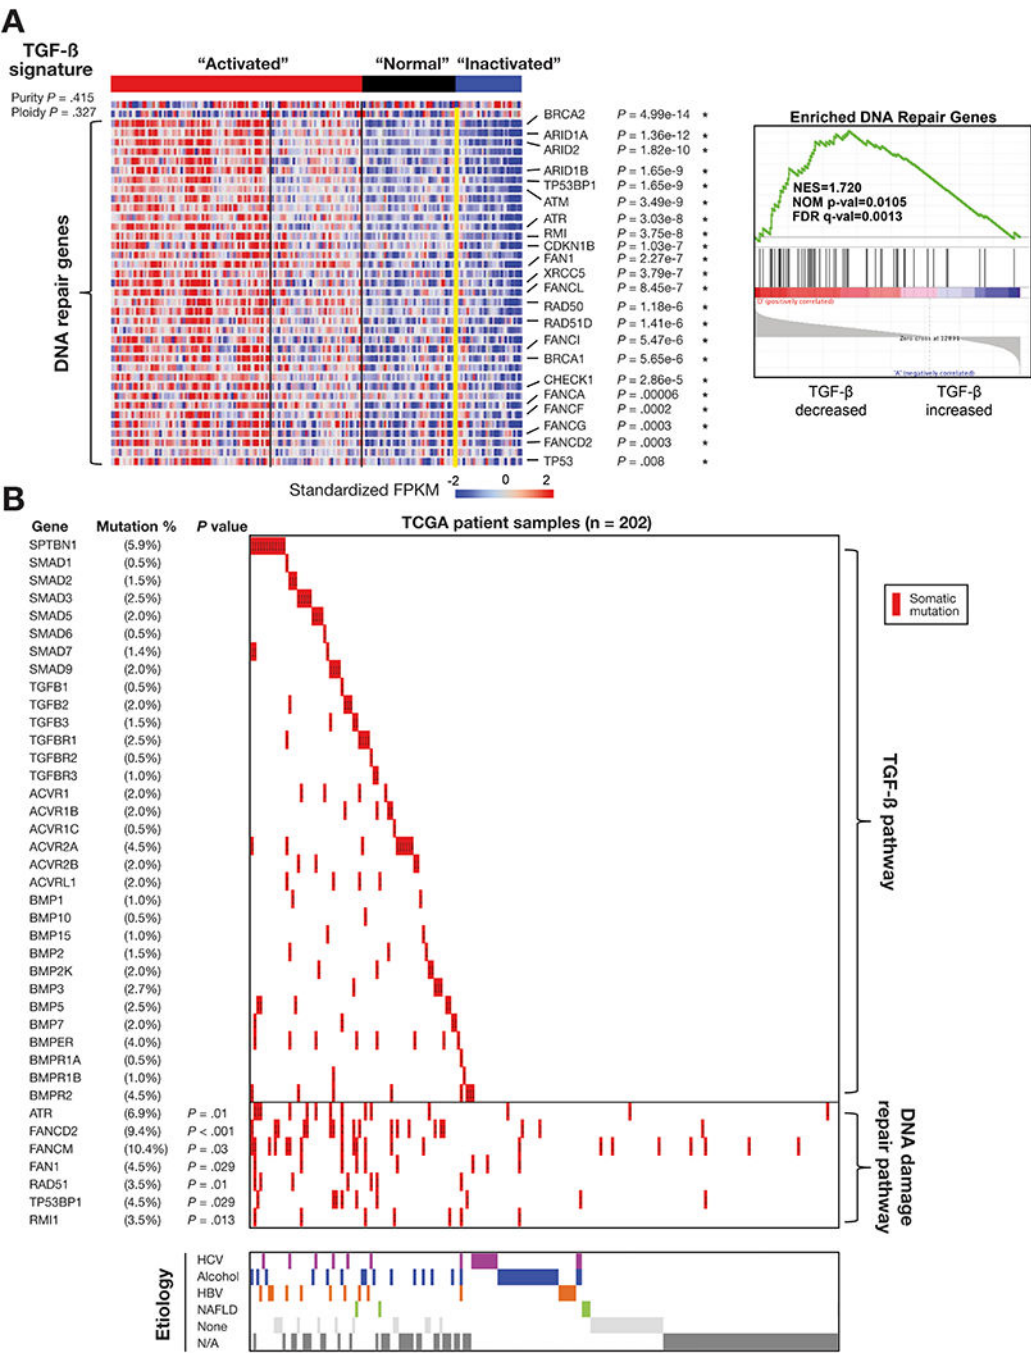 A
TGF-ß
signature
"Activated"
"Normal"
"Inactivated"
Purity P = .415
Ploidy P = .327
DNA repair genes
BRCA2 P = 4.99e-14 *
ARID1A P = 1.36e-12 *
ARID2 P = 1.82e-10 *
ARID1B P = 1.65e-9 *
TP53BP1 P = 1.65e-9 *
ATM P = 3.49e-9 *
ATR P = 3.03e-8 *
RMI P = 3.75e-8 *
CDKN1B P = 1.03e-7 *
FAN1 P = 2.27e-7 *
XRCC5 P = 3.79e-7 *
FANCL P = 8.45e-7 *
RAD50 P = 1.18e-6 *
RAD51D P = 1.41e-6 *
FANCI P = 5.47e-6 *
BRCA1 P = 5.65e-6 *
CHECK1 P = 2.86e-5 *
FANCA P = .00006 *
FANCF P = .0002 *
FANCG P = .0003 *
FANCD2 P = .0003 *
TP53 P = .008 *
Standardized FPKM -2 0 2
Enriched DNA Repair Genes
NES=1.720
NOM p-val=0.0105
FDR q-val=0.0013
(positively correlated)
Zero cross at
'A' (negatively correlated)
TGF-ß
decreased
TGF-ß
increased
B
Gene Mutation % P value
TCGA patient samples (n = 202)
SPTBN1 (5.9%)
SMAD1 (0.5%)
SMAD2 (1.5%)
SMAD3 (2.5%)
SMAD5 (2.0%)
SMAD6 (0.5%)
SMAD7 (1.4%)
SMAD9 (2.0%)
TGFB1 (0.5%)
TGFB2 (2.0%)
TGFB3 (1.5%)
TGFBR1 (2.5%)
TGFBR2 (0.5%)
TGFBR3 (1.0%)
ACVR1 (2.0%)
ACVR1B (2.0%)
ACVR1C (0.5%)
ACVR2A (4.5%)
ACVR2B (2.0%)
ACVRL1 (2.0%)
BMP1 (1.0%)
BMP10 (0.5%)
BMP15 (1.0%)
BMP2 (1.5%)
BMP2K (2.0%)
BMP3 (2.7%)
BMP5 (2.5%)
BMP7 (2.0%)
BMPER (4.0%)
BMPR1A (0.5%)
BMPR1B (1.0%)
BMPR2 (4.5%)
ATR (6.9%) P = .01
FANCD2 (9.4%) P < .001
FANCM (10.4%) P = .03
FAN1 (4.5%) P = .029
RAD51 (3.5%) P = .01
TP53BP1 (4.5%) P = .029
RMI1 (3.5%) P = .013
Somatic
mutation
TGF-ß pathway
DNA damage
repair pathway
Etiology
HCV
Alcohol
HBV
NAFLD
None
N/A